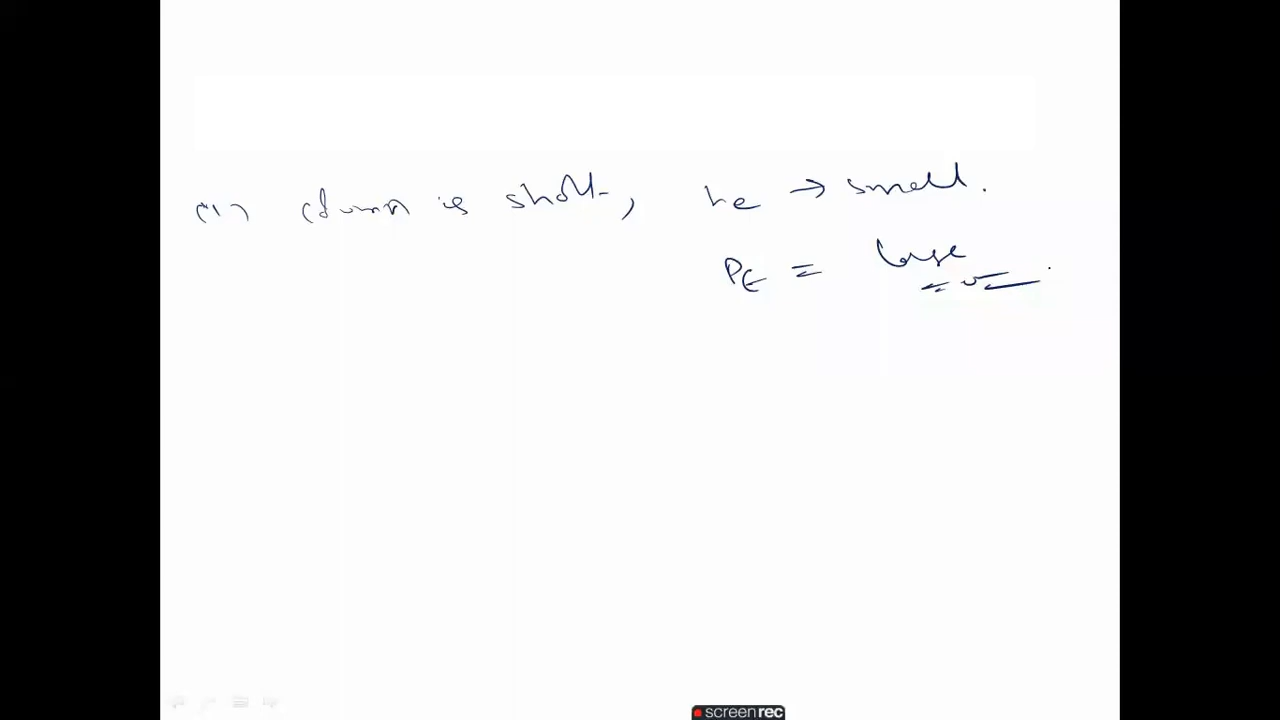 (1) column is short, le → small.
PE = large
screenrec